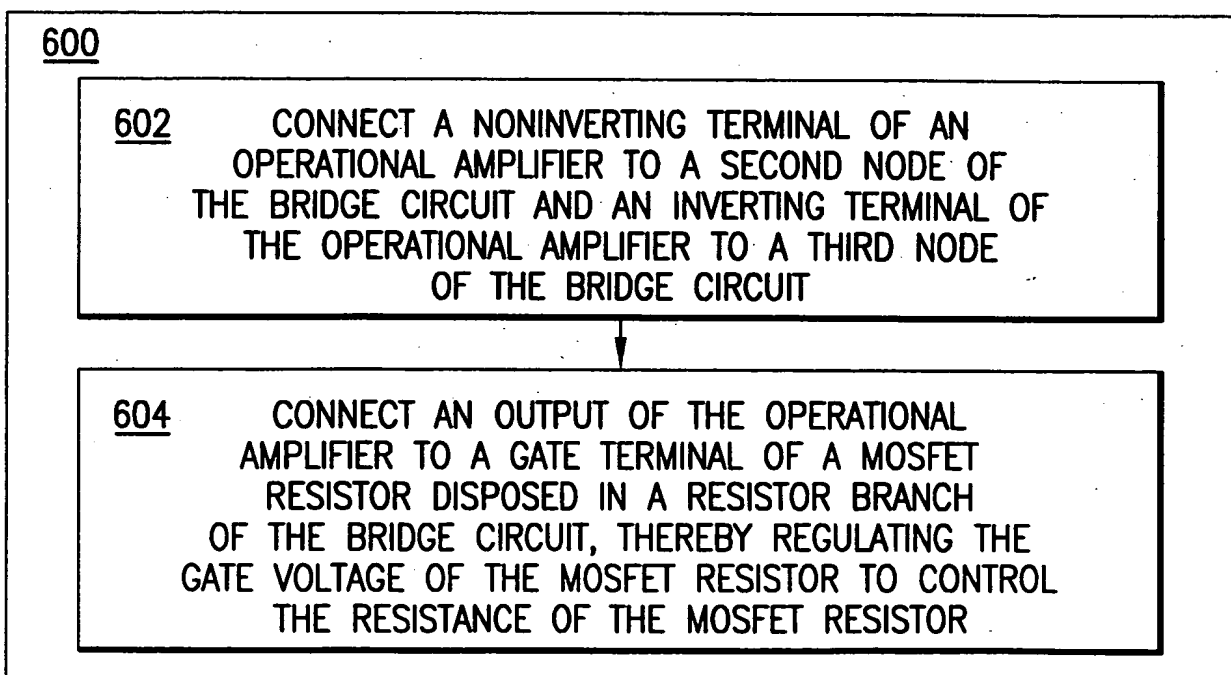 600
602 CONNECT A NONINVERTING TERMINAL OF AN
OPERATIONAL AMPLIFIER TO A SECOND NODE OF
THE BRIDGE CIRCUIT AND AN INVERTING TERMINAL OF
THE OPERATIONAL AMPLIFIER TO A THIRD NODE
OF THE BRIDGE CIRCUIT
604 CONNECT AN OUTPUT OF THE OPERATIONAL
AMPLIFIER TO A GATE TERMINAL OF A MOSFET
RESISTOR DISPOSED IN A RESISTOR BRANCH
OF THE BRIDGE CIRCUIT, THEREBY REGULATING THE
GATE VOLTAGE OF THE MOSFET RESISTOR TO CONTROL
THE RESISTANCE OF THE MOSFET RESISTOR